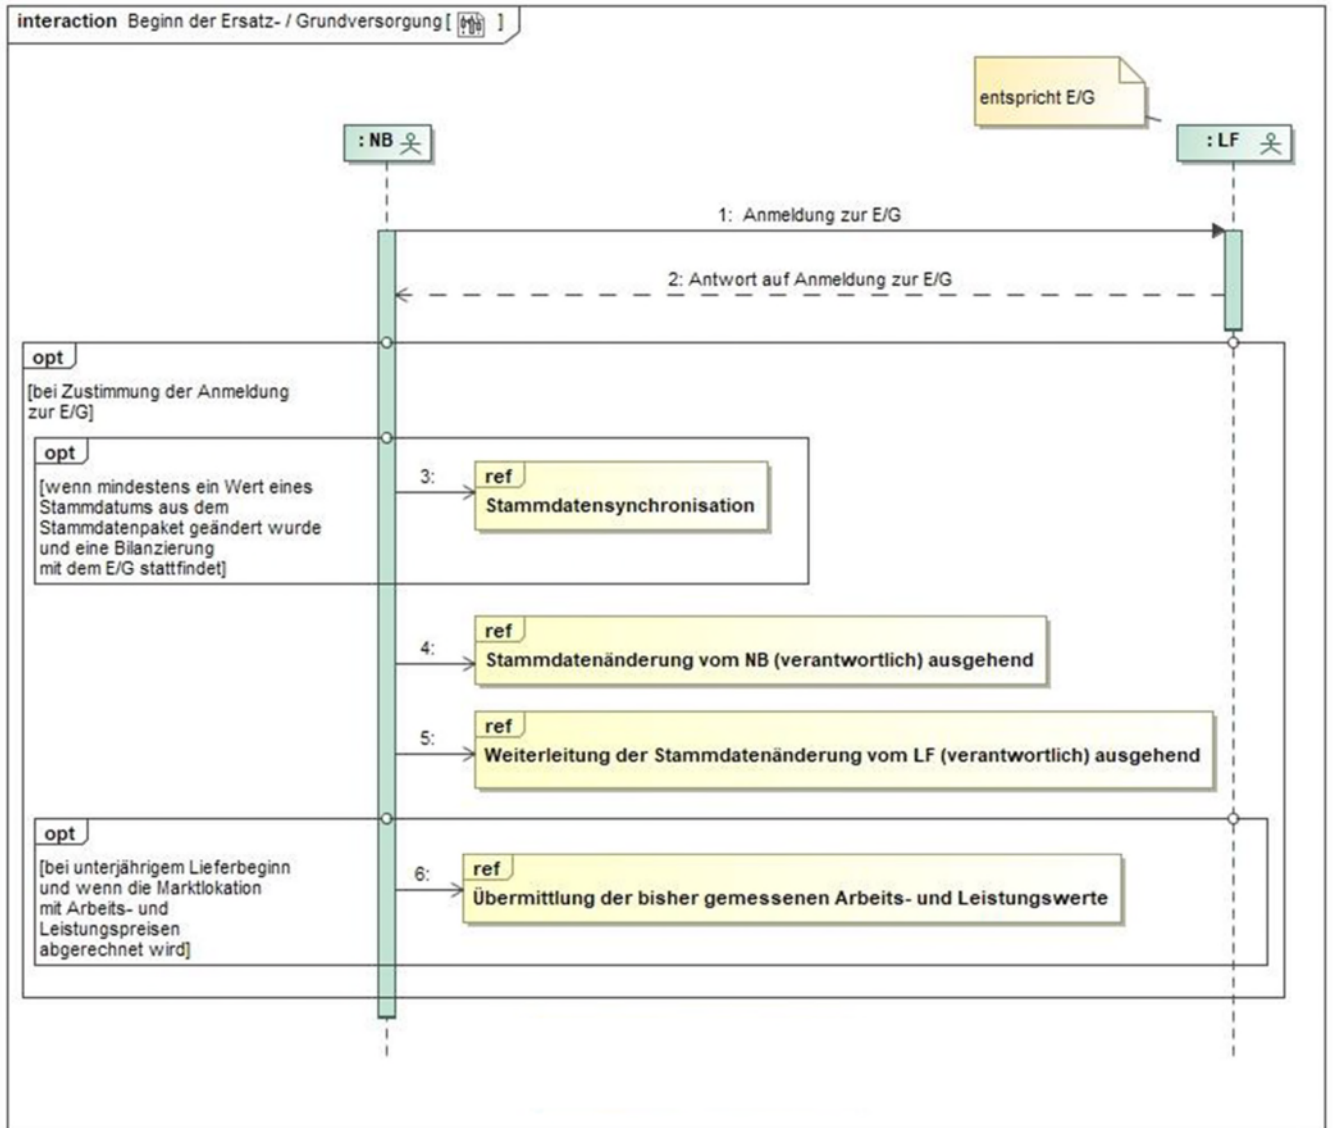 interaction Beginn der Ersatz- / Grundversorgung [ ]
entspricht E/G
: NB
: LF
1: Anmeldung zur E/G
2: Antwort auf Anmeldung zur E/G
opt
[bei Zustimmung der Anmeldung
zur E/G]
opt
[wenn mindestens ein Wert eines
Stammdatums aus dem
Stammdatenpaket geändert wurde
und eine Bilanzierung
mit dem E/G stattfindet]
3:
ref
Stammdatensynchronisation
4:
ref
Stammdatenänderung vom NB (verantwortlich) ausgehend
5:
ref
Weiterleitung der Stammdatenänderung vom LF (verantwortlich) ausgehend
opt
[bei unterjährigem Lieferbeginn
und wenn die Marktlokation
mit Arbeits- und
Leistungspreisen
abgerechnet wird]
6:
ref
Übermittlung der bisher gemessenen Arbeits- und Leistungswerte